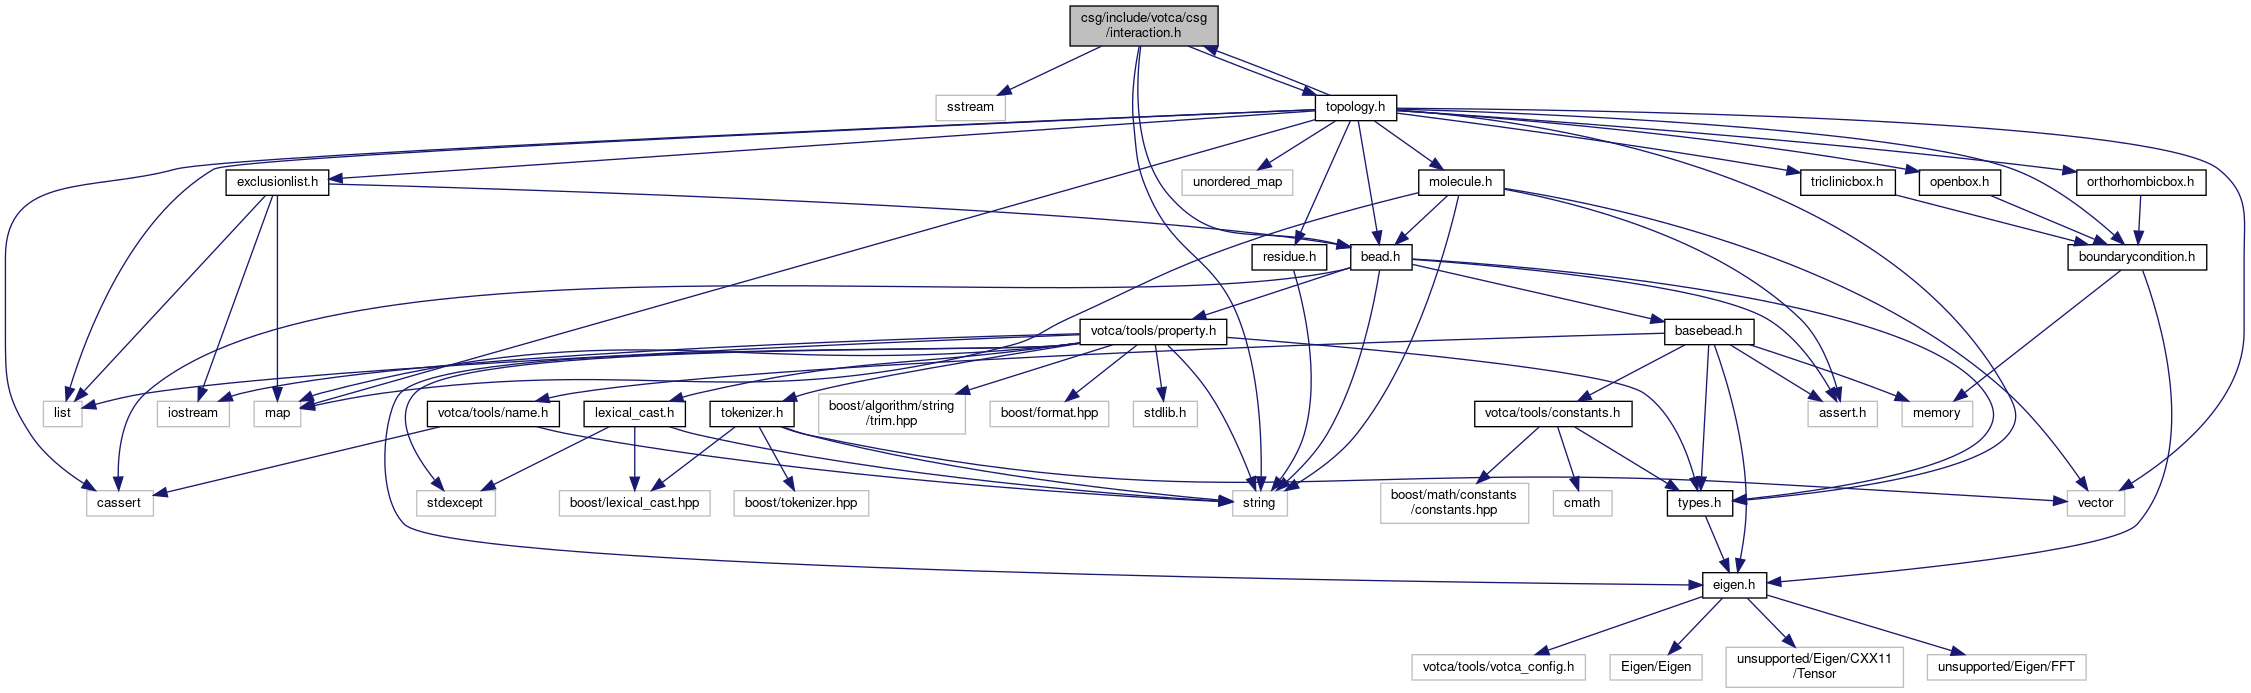 csg/include/votca/csg
/interaction.h
sstream
topology.h
exclusionlist.h
unordered_map
molecule.h
triclinicbox.h
openbox.h
orthorhombicbox.h
residue.h
bead.h
boundarycondition.h
votca/tools/property.h
basebead.h
list
iostream
map
votca/tools/name.h
lexical_cast.h
tokenizer.h
boost/algorithm/string
/trim.hpp
boost/format.hpp
stdlib.h
votca/tools/constants.h
assert.h
memory
cassert
stdexcept
boost/lexical_cast.hpp
boost/tokenizer.hpp
string
boost/math/constants
/constants.hpp
cmath
types.h
vector
eigen.h
votca/tools/votca_config.h
Eigen/Eigen
unsupported/Eigen/CXX11
/Tensor
unsupported/Eigen/FFT